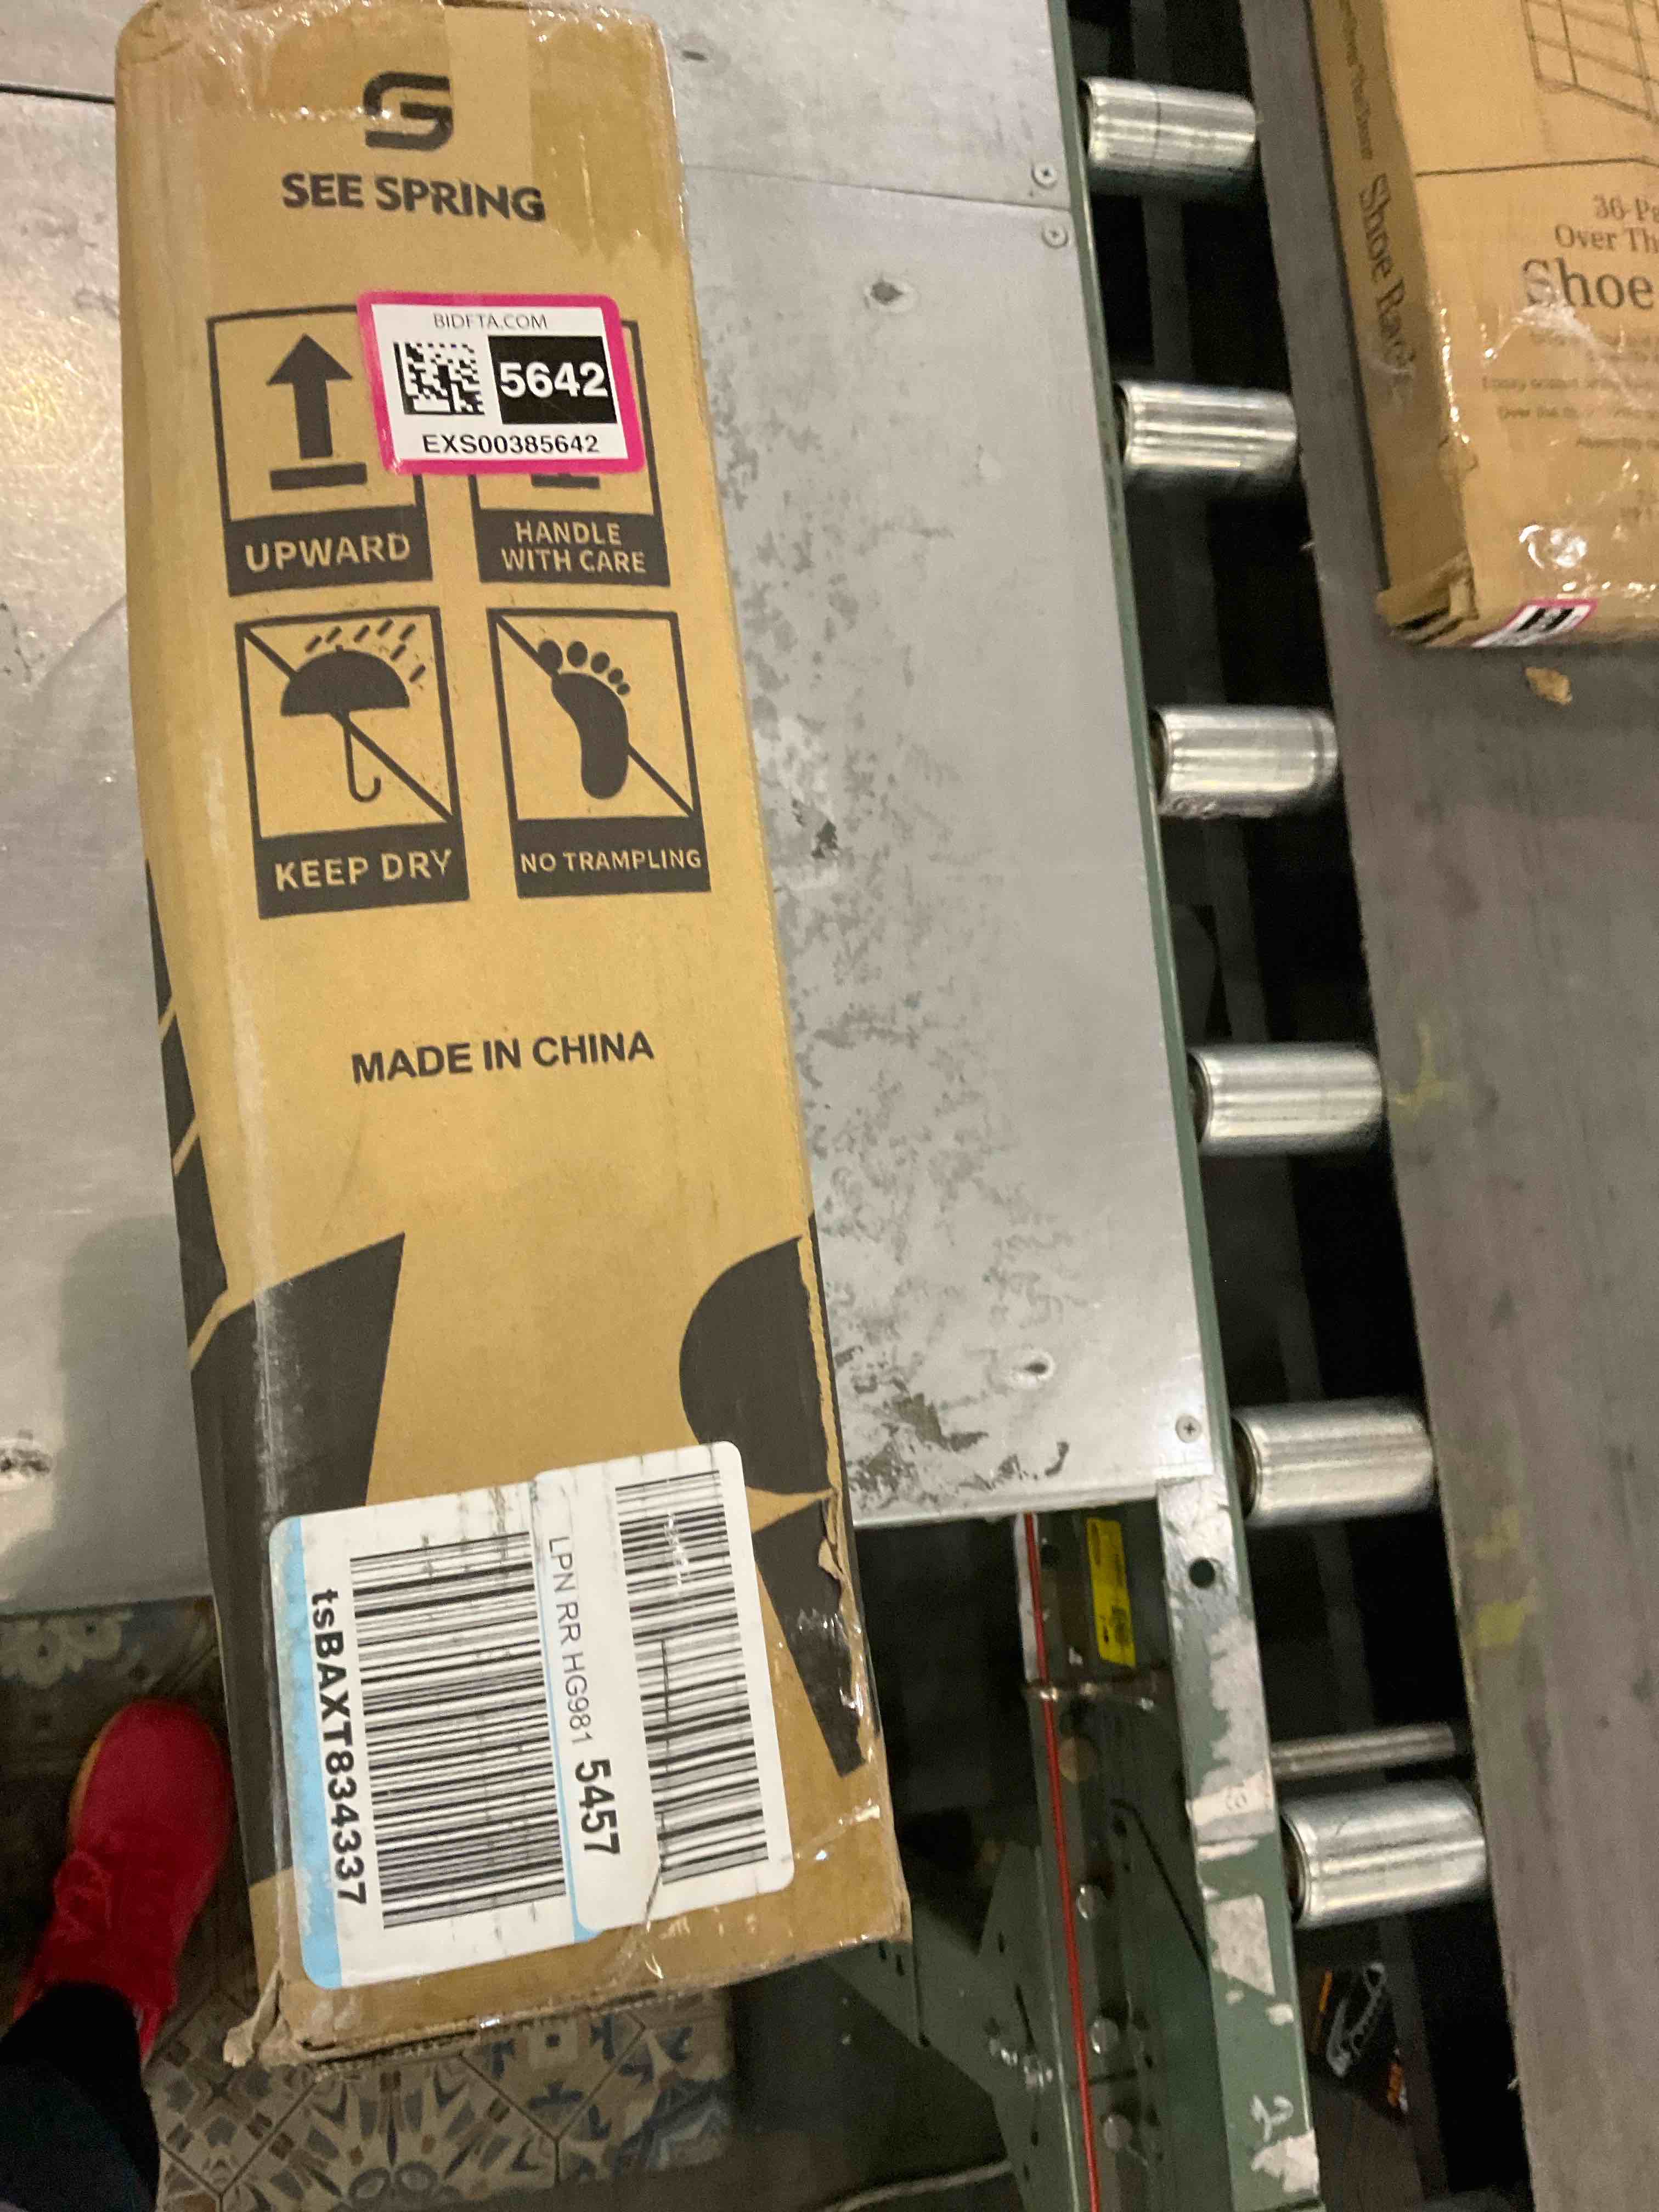 SEE SPRING
BIDFTA.COM
5642
EXS00385642
UPWARD
HANDLE
WITH CARE
KEEP DRY
NO TRAMPLING
MADE IN CHINA
tsBAXT834337
LPN RR HG981 5457
Shoe Rack
36-Pa
Over Th
Shoe